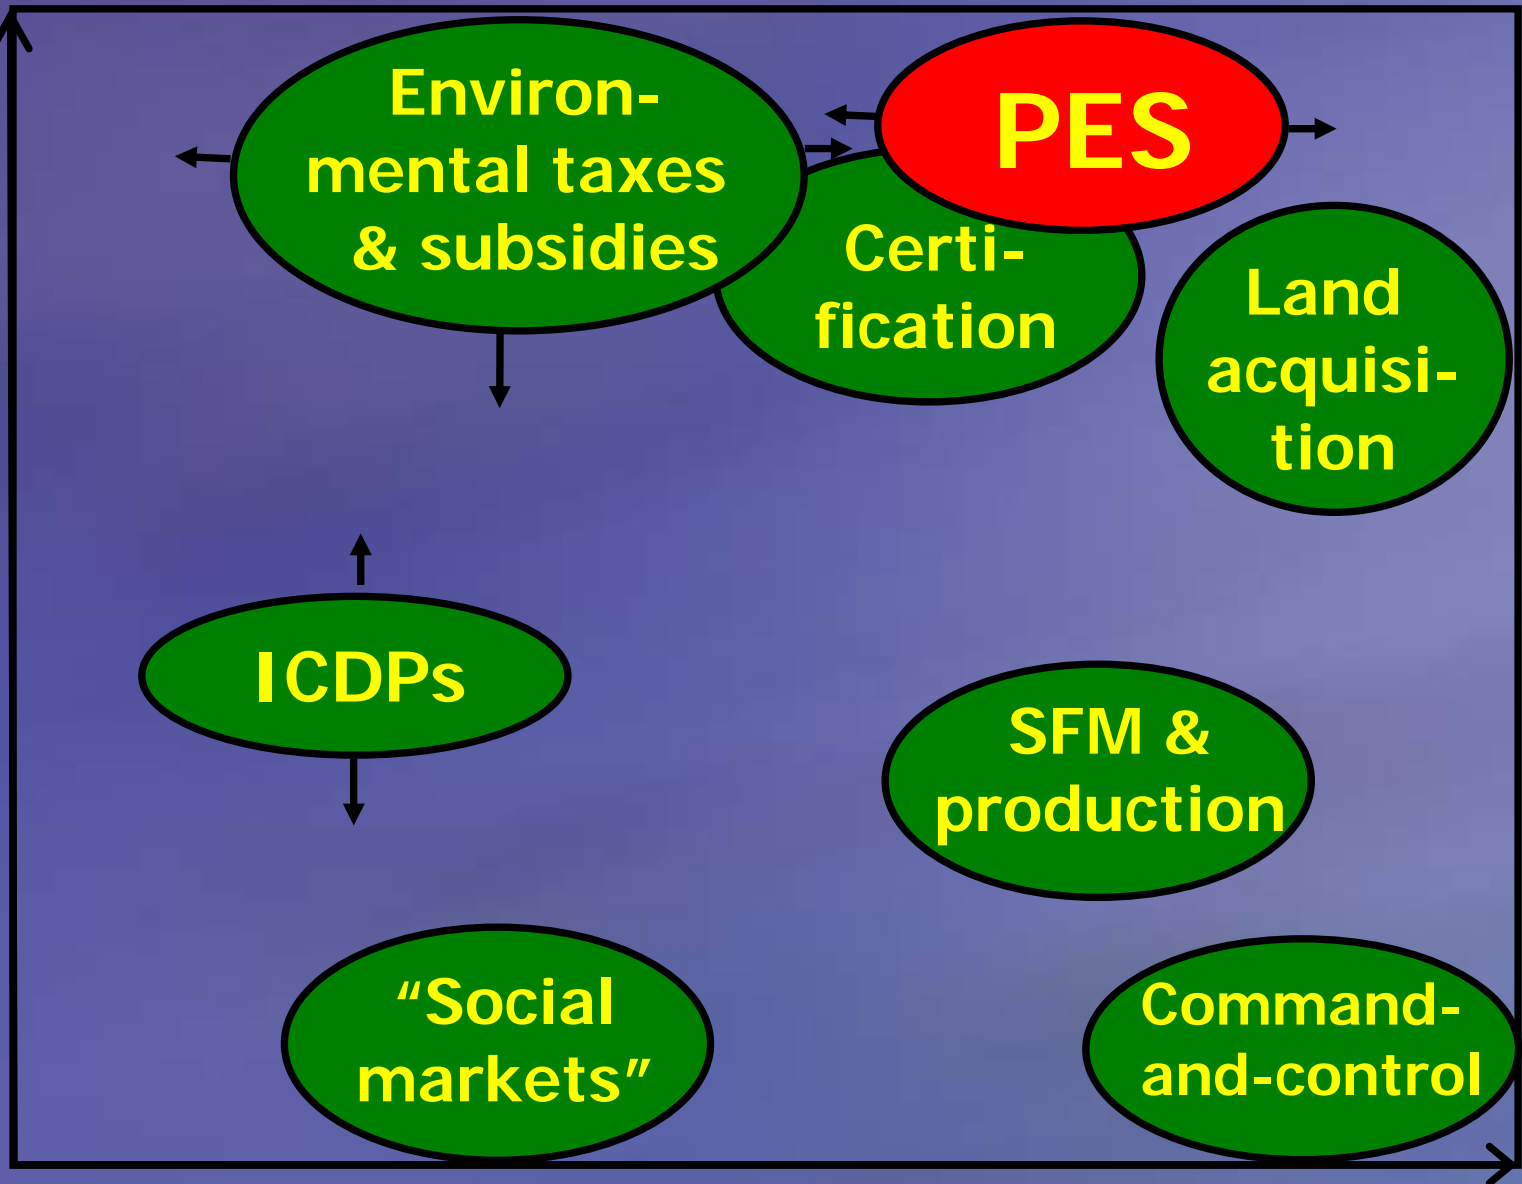 Environ-
mental taxes
& subsidies
PES
Certi-
fication
Land
acquisi-
tion
ICDPs
SFM &
production
“Social
markets”
Command-
and-control